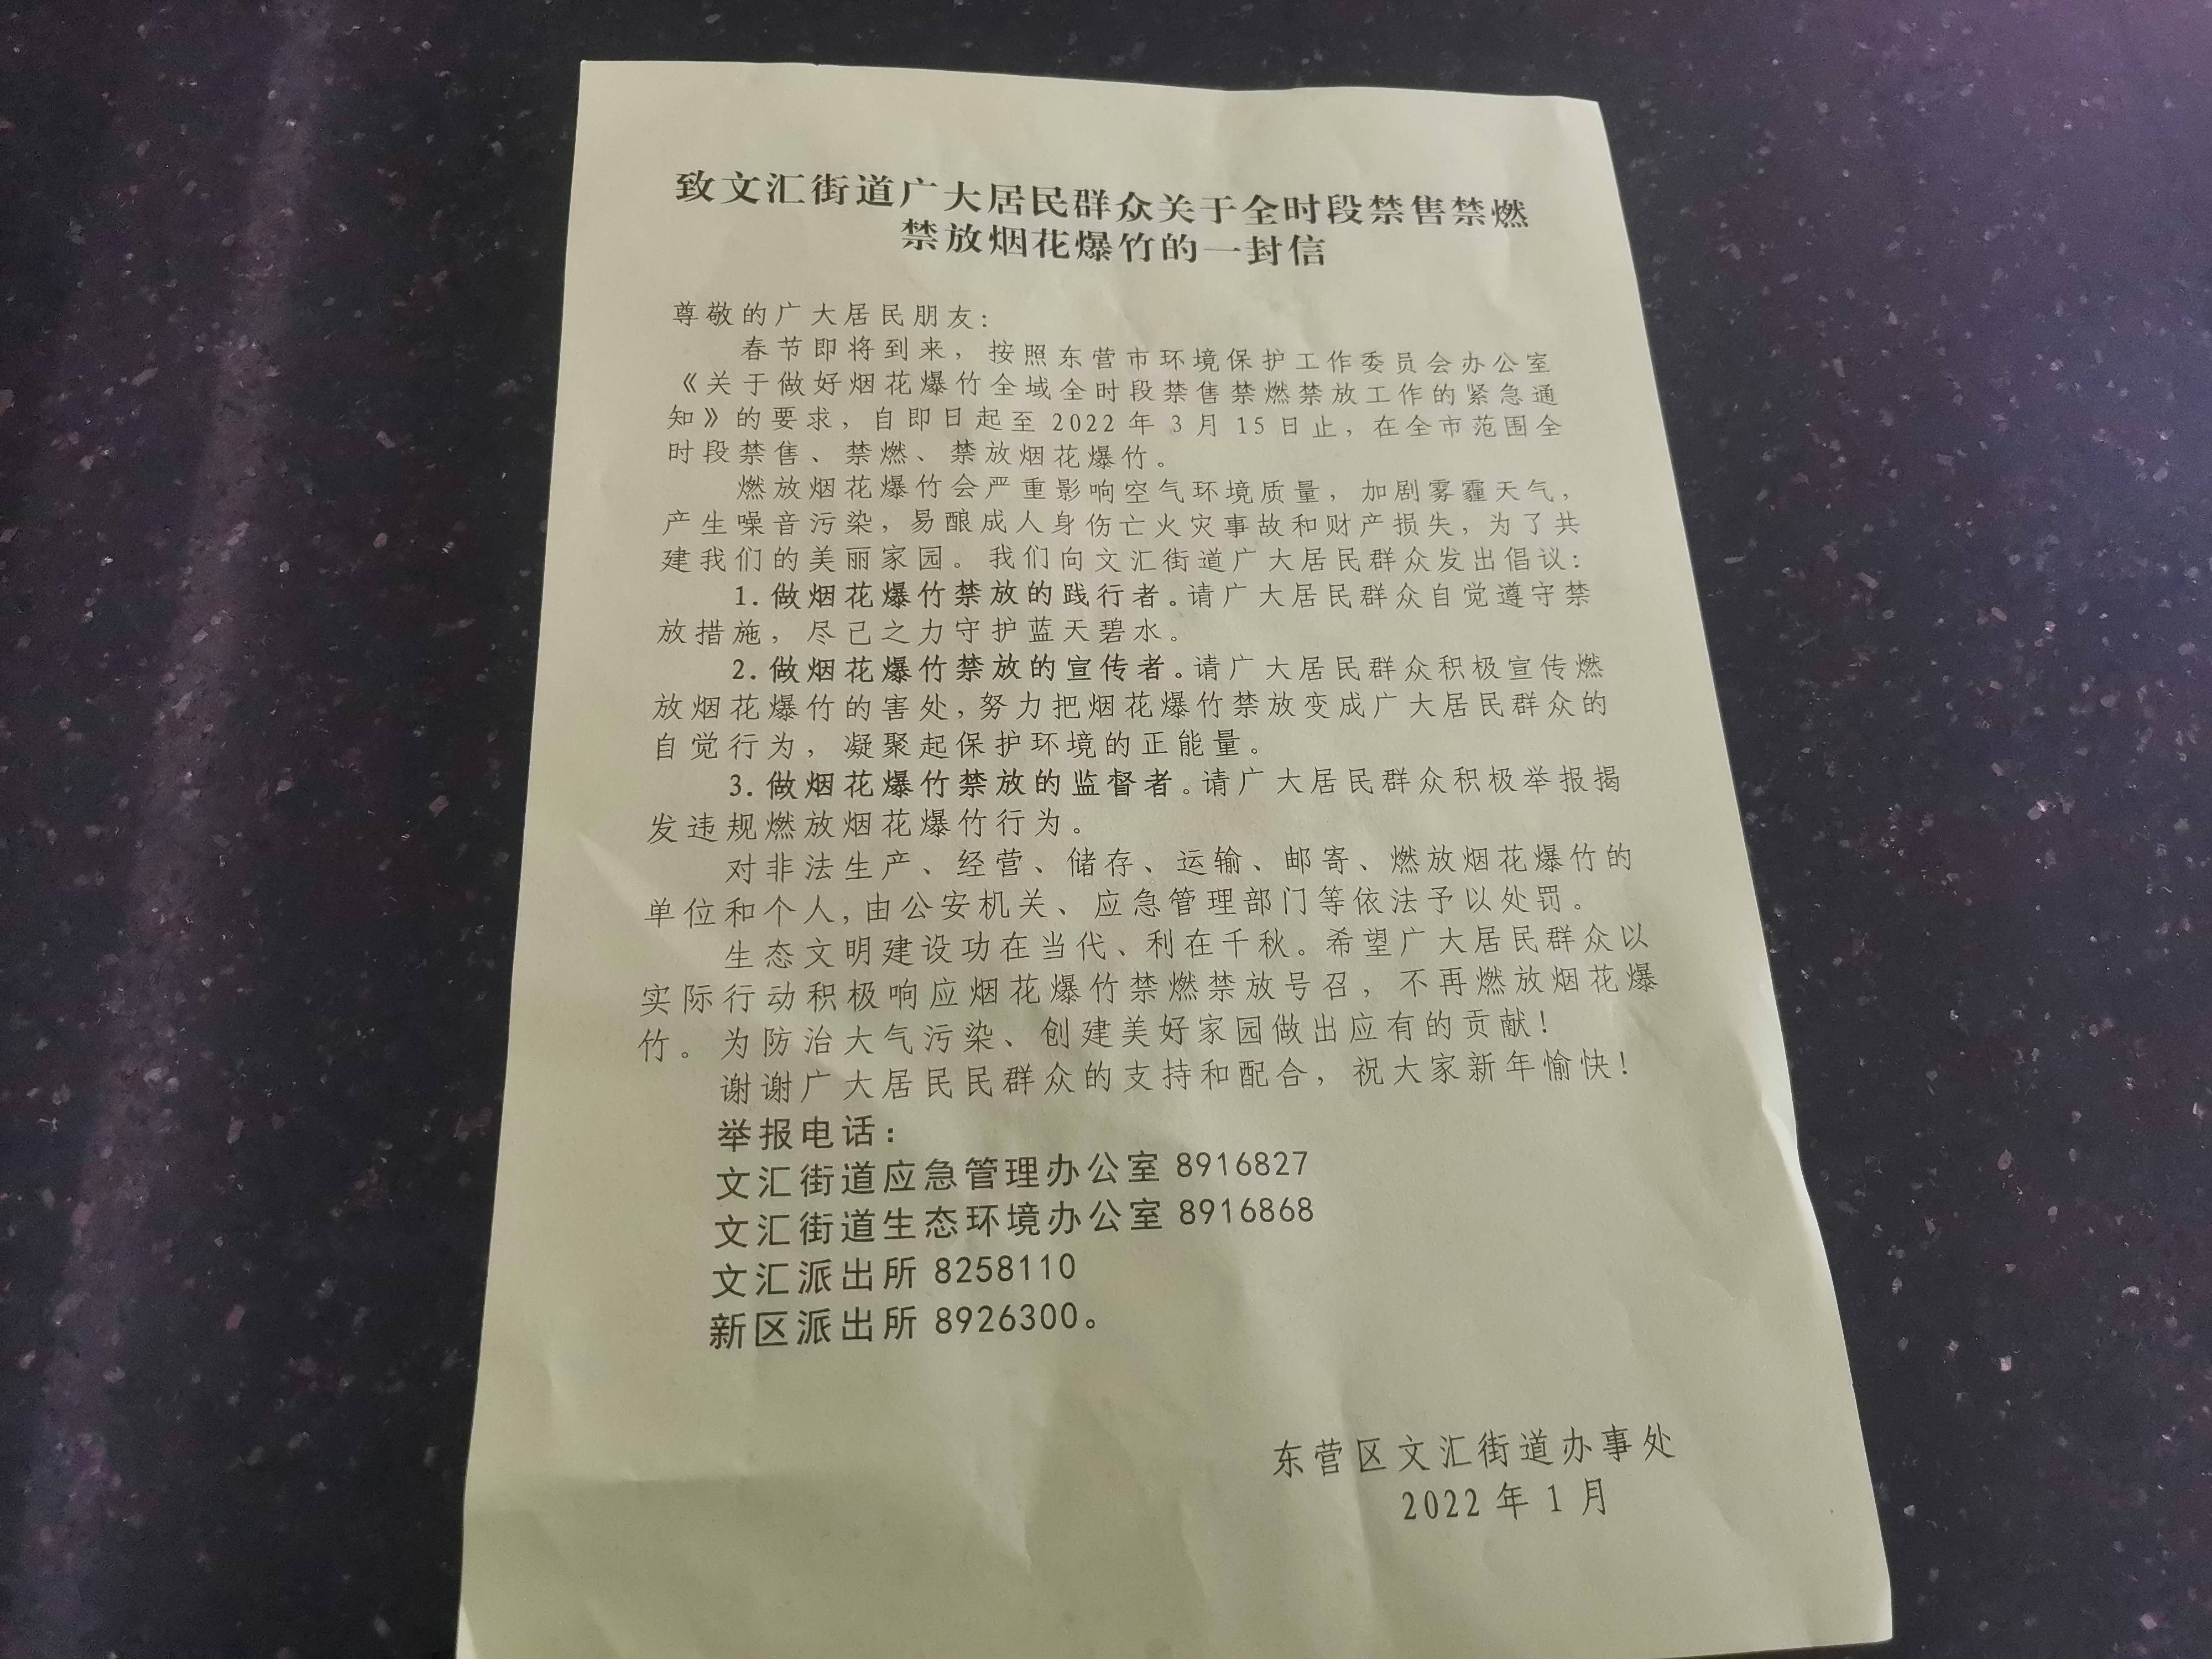 致文汇街道广大居民群众关于全时段禁售禁燃
禁放烟花爆竹的一封信
尊敬的广大居民朋友：
春节即将到来，按照东营市环境保护工作委员会办公室
《关于做好烟花爆竹全域全时段禁售禁燃禁放工作的紧急通
知》的要求，自即日起至 2022 年 3 月 15 日止，在全市范围全
时段禁售、禁燃、禁放烟花爆竹。
燃放烟花爆竹会严重影响空气环境质量，加剧雾霾天气，
产生噪音污染，易酿成人身伤亡火灾事故和财产损失，为了共
建我们的美丽家园。我们向文汇街道广大居民群众发出倡议：
1.做烟花爆竹禁放的践行者。请广大居民群众自觉遵守禁
放措施，尽己之力守护蓝天碧水。
2.做烟花爆竹禁放的宣传者。请广大居民群众积极宣传燃
放烟花爆竹的害处，努力把烟花爆竹禁放变成广大居民群众的
自觉行为，凝聚起保护环境的正能量。
3.做烟花爆竹禁放的监督者。请广大居民群众积极举报揭
发违规燃放烟花爆竹行为。
对非法生产、经营、储存、运输、邮寄、燃放烟花爆竹的
单位和个人，由公安机关、应急管理部门等依法予以处罚。
生态文明建设功在当代、利在千秋。希望广大居民群众以
实际行动积极响应烟花爆竹禁燃禁放号召，不再燃放烟花爆
竹。为防治大气污染、创建美好家园做出应有的贡献！
谢谢广大居民民群众的支持和配合，祝大家新年愉快！
举报电话：
文汇街道应急管理办公室 8916827
文汇街道生态环境办公室 8916868
文汇派出所 8258110
新区派出所 8926300。
东营区文汇街道办事处
2022 年 1 月